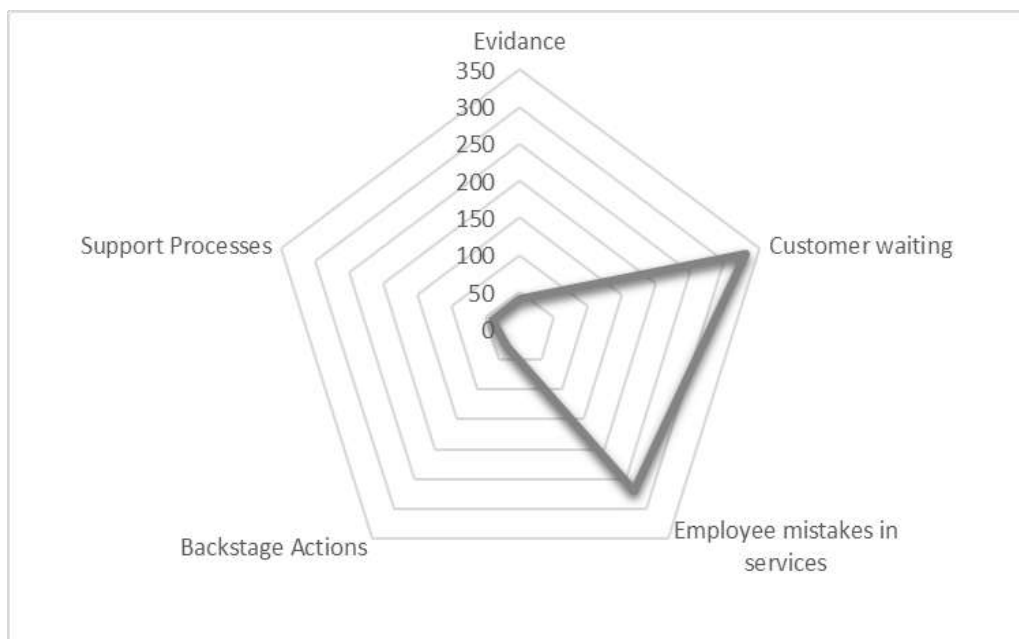 Evidance
350
300
250
200
150
100
50
0
Customer waiting
Employee mistakes in
services
Backstage Actions
Support Processes